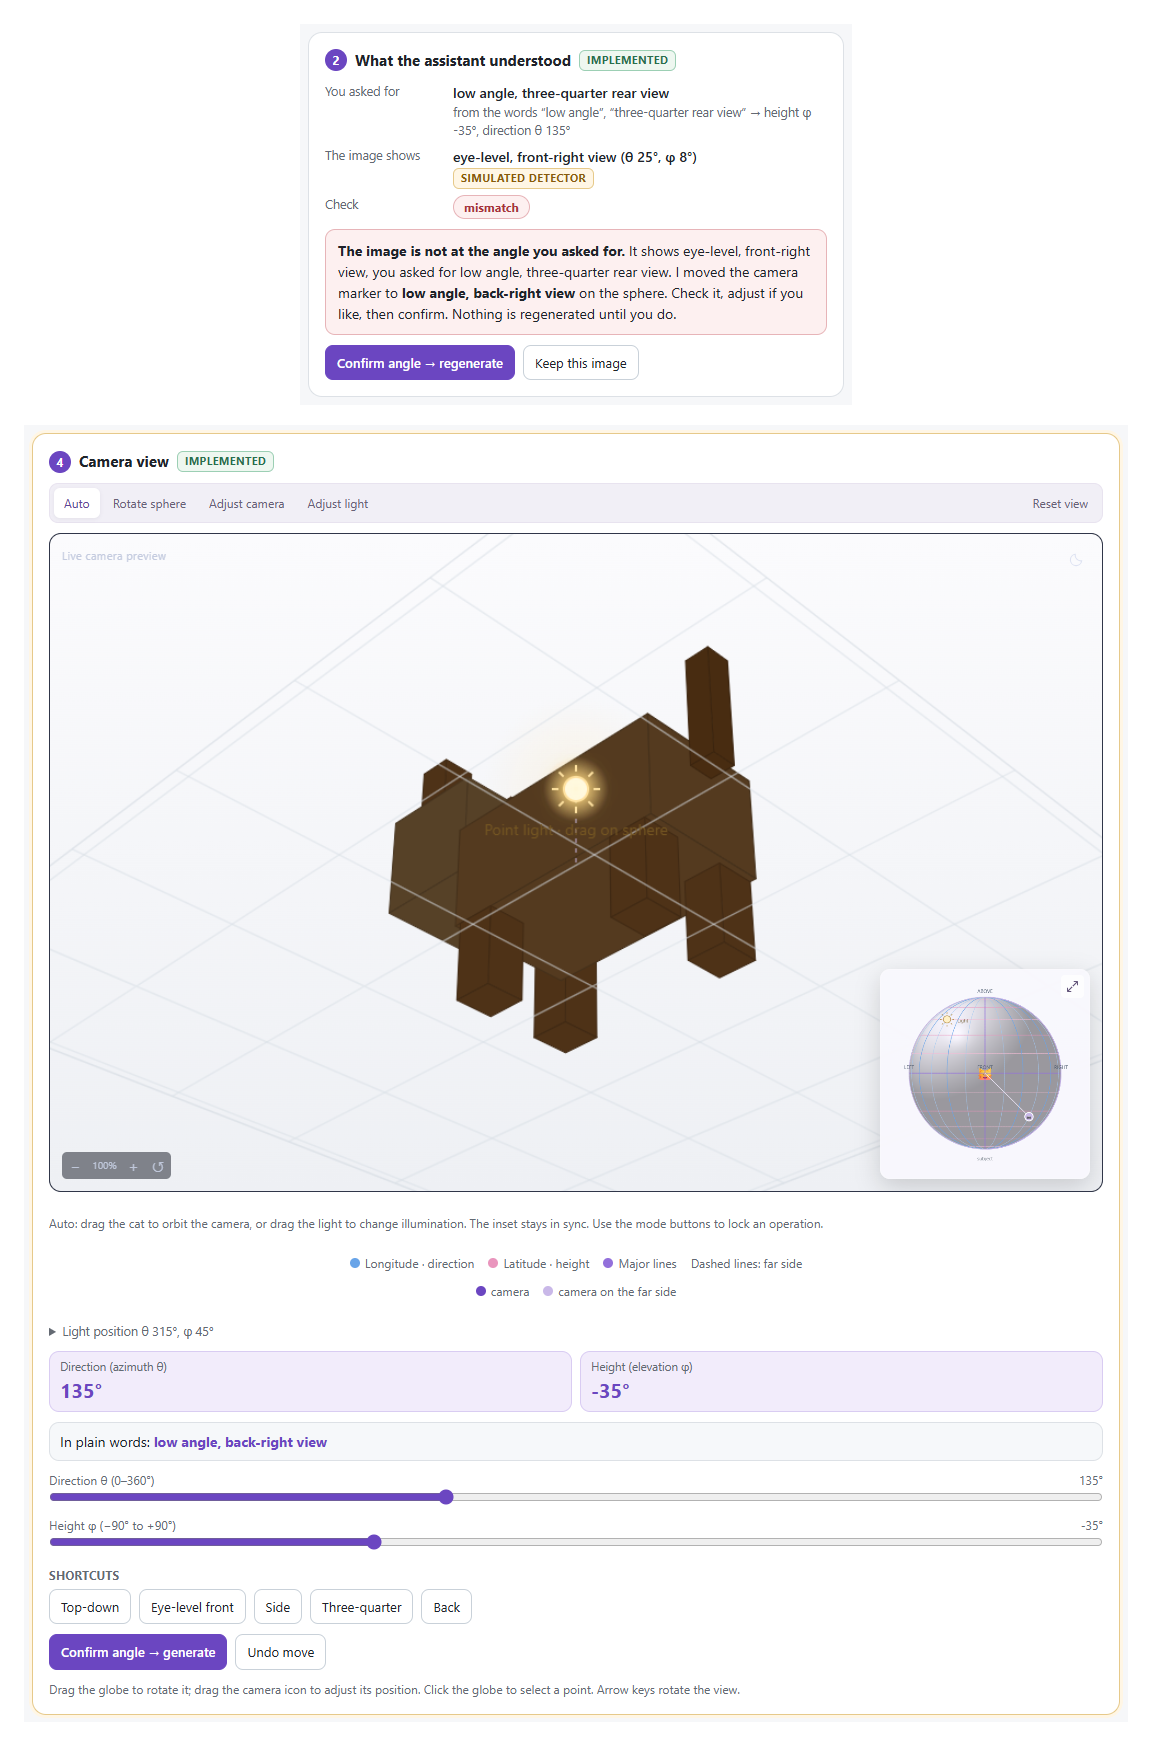 2 What the assistant understood IMPLEMENTED
You asked for
low angle, three-quarter rear view
from the words “low angle”, “three-quarter rear view” → height φ
-35°, direction θ 135°
The image shows
eye-level, front-right view (θ 25°, φ 8°)
SIMULATED DETECTOR
Check
mismatch
The image is not at the angle you asked for. It shows eye-level, front-right
view, you asked for low angle, three-quarter rear view. I moved the camera
marker to low angle, back-right view on the sphere. Check it, adjust if you
like, then confirm. Nothing is regenerated until you do.
Confirm angle → regenerate
Keep this image
4 Camera view IMPLEMENTED
Auto
Rotate sphere
Adjust camera
Adjust light
Reset view
Live camera preview
Point light · drag on sphere
ABOVE
Light
LEFT
FRONT
RIGHT
− 100% +
Auto: drag the cat to orbit the camera, or drag the light to change illumination. The inset stays in sync. Use the mode buttons to lock an operation.
Longitude · direction
Latitude · height
Major lines
Dashed lines: far side
camera
camera on the far side
Light position θ 315°, φ 45°
Direction (azimuth θ)
135°
Height (elevation φ)
-35°
In plain words: low angle, back-right view
Direction θ (0–360°)
135°
Height φ (−90° to +90°)
-35°
SHORTCUTS
Top-down
Eye-level front
Side
Three-quarter
Back
Confirm angle → generate
Undo move
Drag the globe to rotate it; drag the camera icon to adjust its position. Click the globe to select a point. Arrow keys rotate the view.